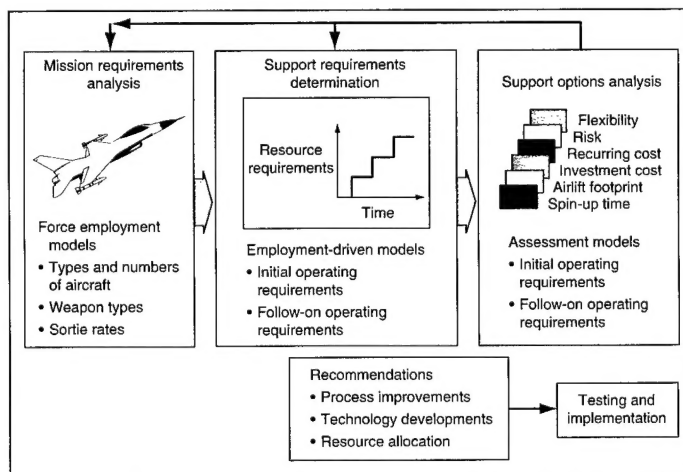 Mission requirements
analysis
Force employment
models
• Types and numbers
of aircraft
• Weapon types
• Sortie rates
Support requirements
determination
Resource
requirements
Time
Employment-driven models
• Initial operating
requirements
• Follow-on operating
requirements
Support options analysis
Flexibility
Risk
Recurring cost
Investment cost
Airlift footprint
Spin-up time
Assessment models
• Initial operating
requirements
• Follow-on operating
requirements
Recommendations
• Process improvements
• Technology developments
• Resource allocation
Testing and
implementation